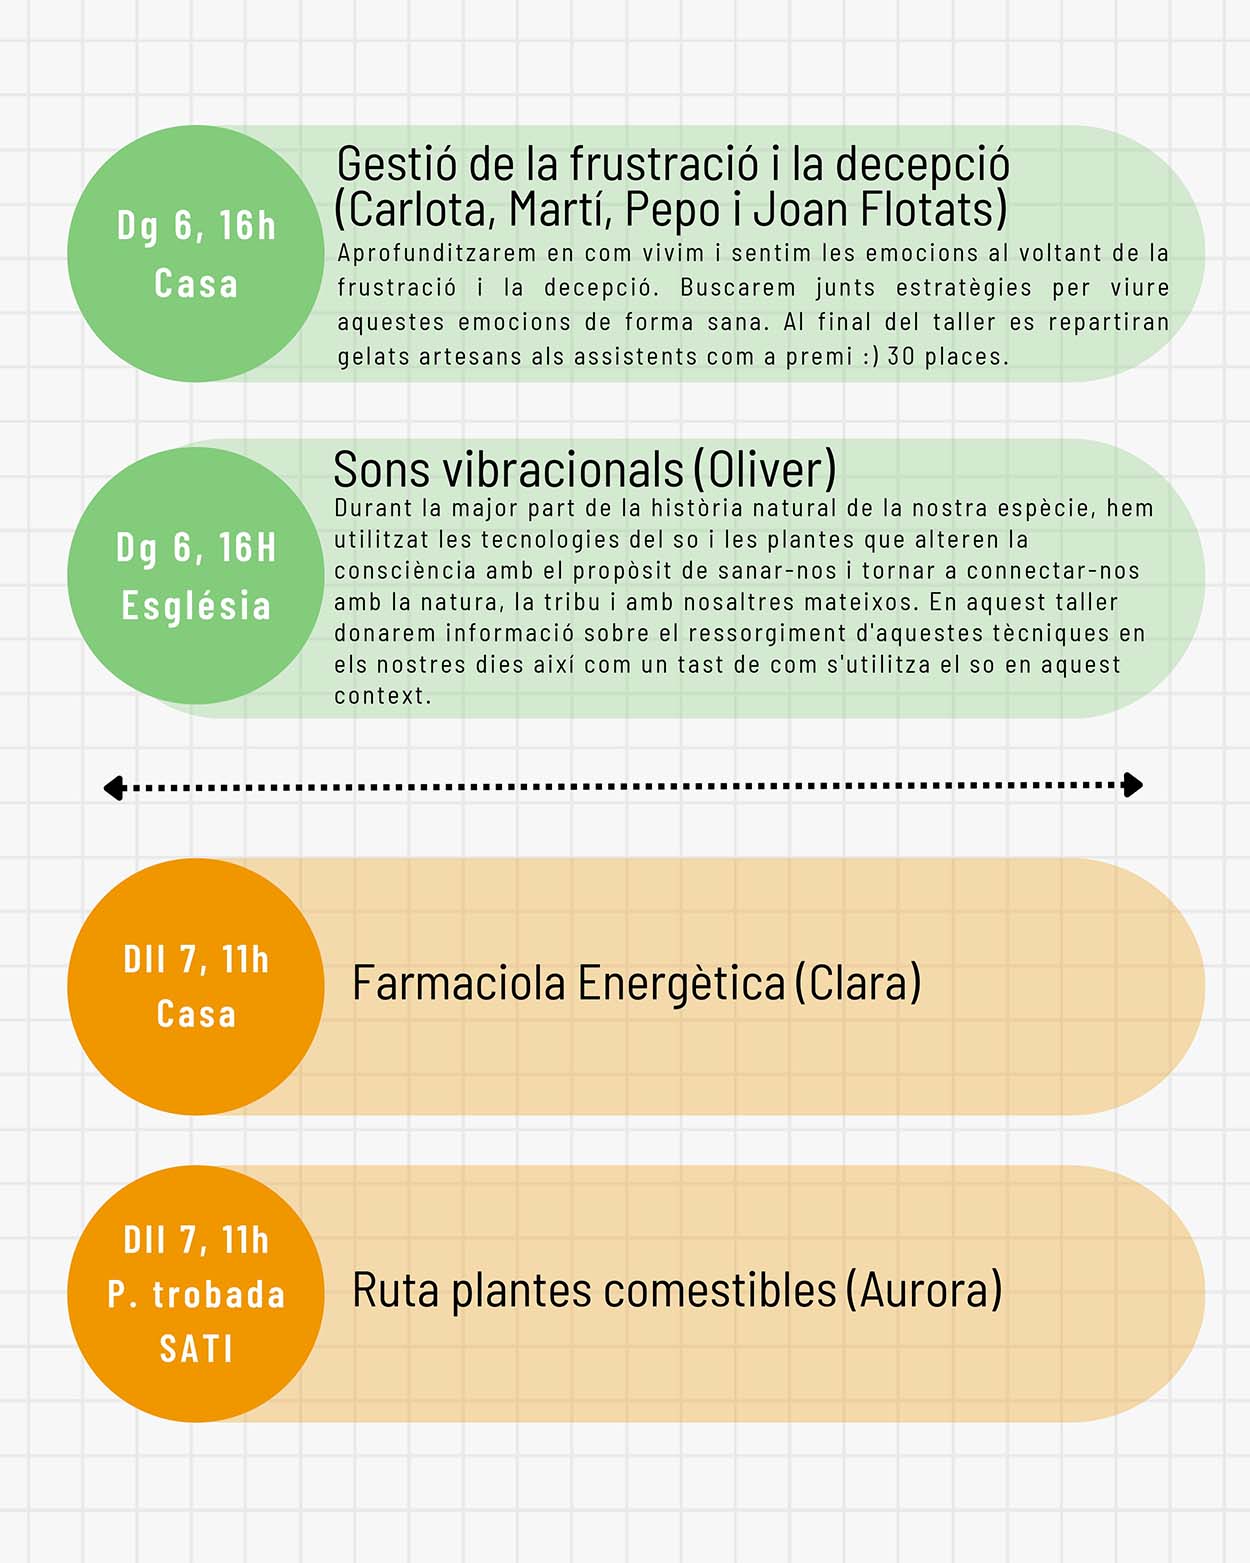 Dg 6, 16h
Casa
Gestió de la frustració i la decepció
(Carlota, Martí, Pepo i Joan Flotats)
Aprofunditzarem en com vivim i sentim les emocions al voltant de la
frustració i la decepció. Buscarem junts estratègies per viure
aquestes emocions de forma sana. Al final del taller es repartiran
gelats artesans als assistents com a premi :) 30 places.
Dg 6, 16H
Església
Sons vibracionals (Oliver)
Durant la major part de la història natural de la nostra espècie, hem
utilitzat les tecnologies del so i les plantes que alteren la
consciència amb el propòsit de sanar-nos i tornar a connectar-nos
amb la natura, la tribu i amb nosaltres mateixos. En aquest taller
donarem informació sobre el ressorgiment d'aquestes tècniques en
els nostres dies així com un tast de com s'utilitza el so en aquest
context.
Dll 7, 11h
Casa
Farmaciola Energètica (Clara)
Dll 7, 11h
P. trobada
SATI
Ruta plantes comestibles (Aurora)